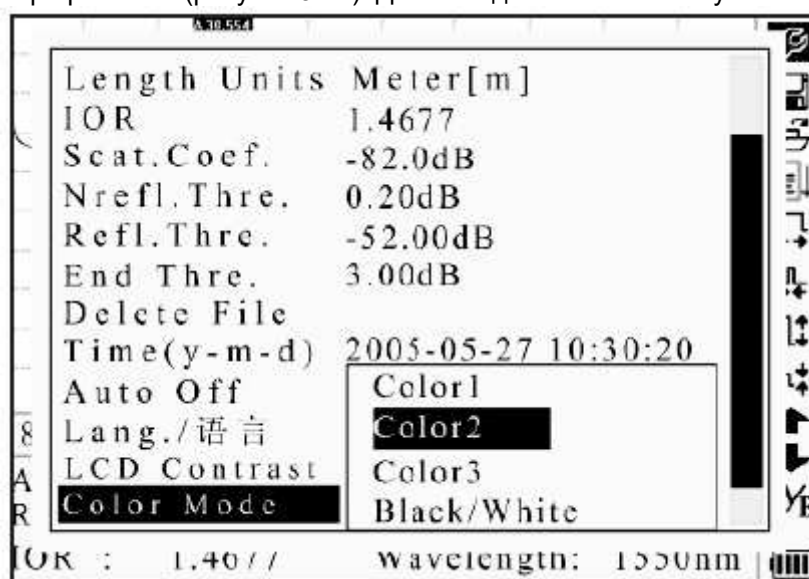 A 30.554
Length Units Meter[m]
IOR 1.4677
Scat.Coef. -82.0dB
Nrefl.Thre. 0.20dB
Refl.Thre. -52.00dB
End Thre. 3.00dB
Delete File
Time(y-m-d) 2005-05-27 10:30:20
Auto Off Color1
Lang./语言 Color2
LCD Contrast Color3
Color Mode Black/White
IOR : 1.4677 Wavelength: 1550nm